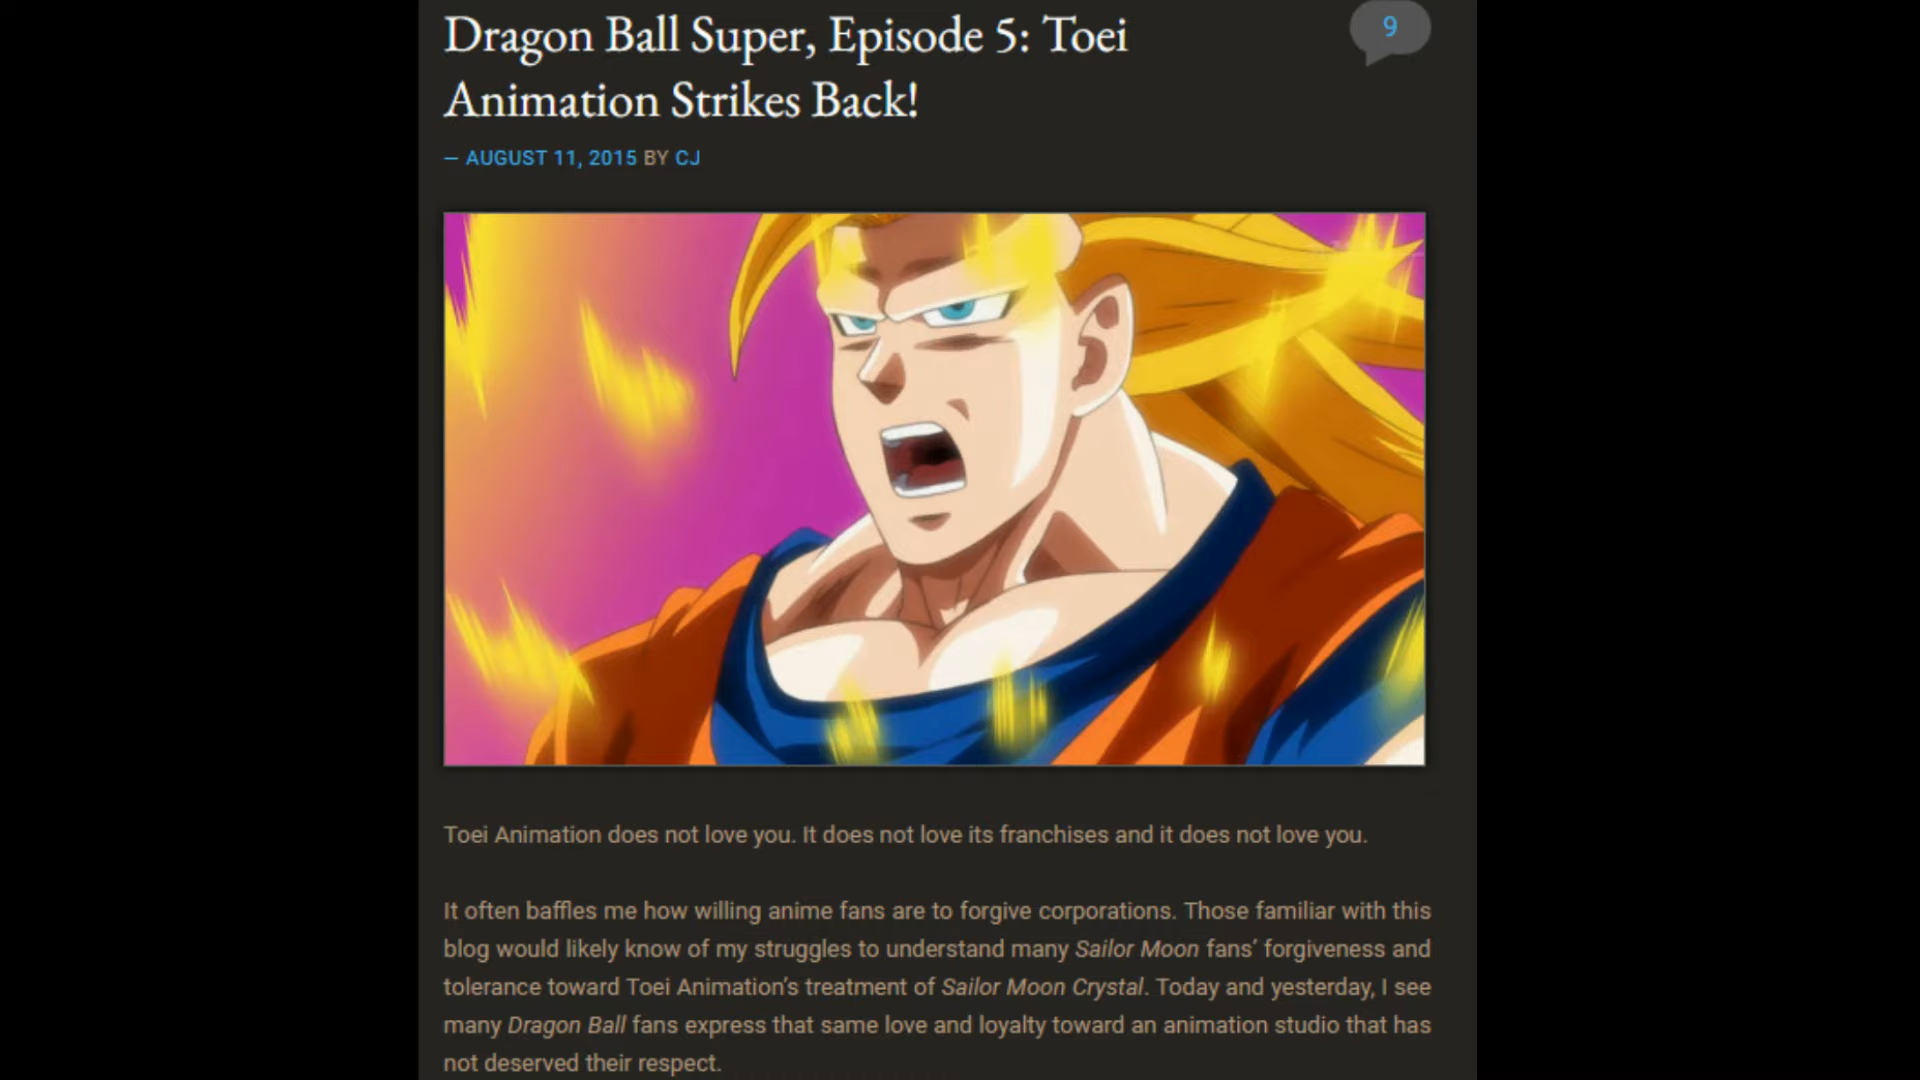 Dragon Ball Super, Episode 5: Toei
Animation Strikes Back!
9
— AUGUST 11, 2015 BY CJ
Toei Animation does not love you. It does not love its franchises and it does not love you.
It often baffles me how willing anime fans are to forgive corporations. Those familiar with this
blog would likely know of my struggles to understand many Sailor Moon fans’ forgiveness and
tolerance toward Toei Animation’s treatment of Sailor Moon Crystal. Today and yesterday, I see
many Dragon Ball fans express that same love and loyalty toward an animation studio that has
not deserved their respect.